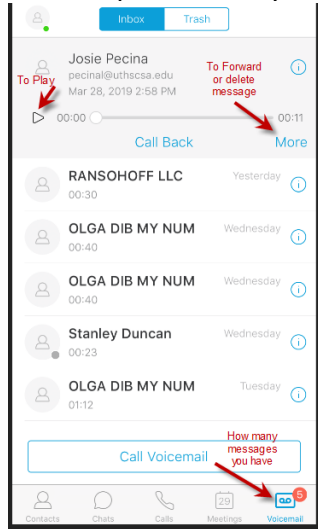 Inbox
Trash
Josie Pecina
pecinal@uthscsa.edu
Mar 28, 2019 2:58 PM
To Play
To Forward
or delete
message
00:00
00:11
Call Back
More
RANSOHOFF LLC
Yesterday
00:30
OLGA DIB MY NUM
Wednesday
00:40
OLGA DIB MY NUM
Wednesday
00:40
Stanley Duncan
Wednesday
00:23
OLGA DIB MY NUM
Tuesday
01:12
Call Voicemail
How many
messages
you have
5
29
Contacts
Chats
Calls
Meetings
Voicemail